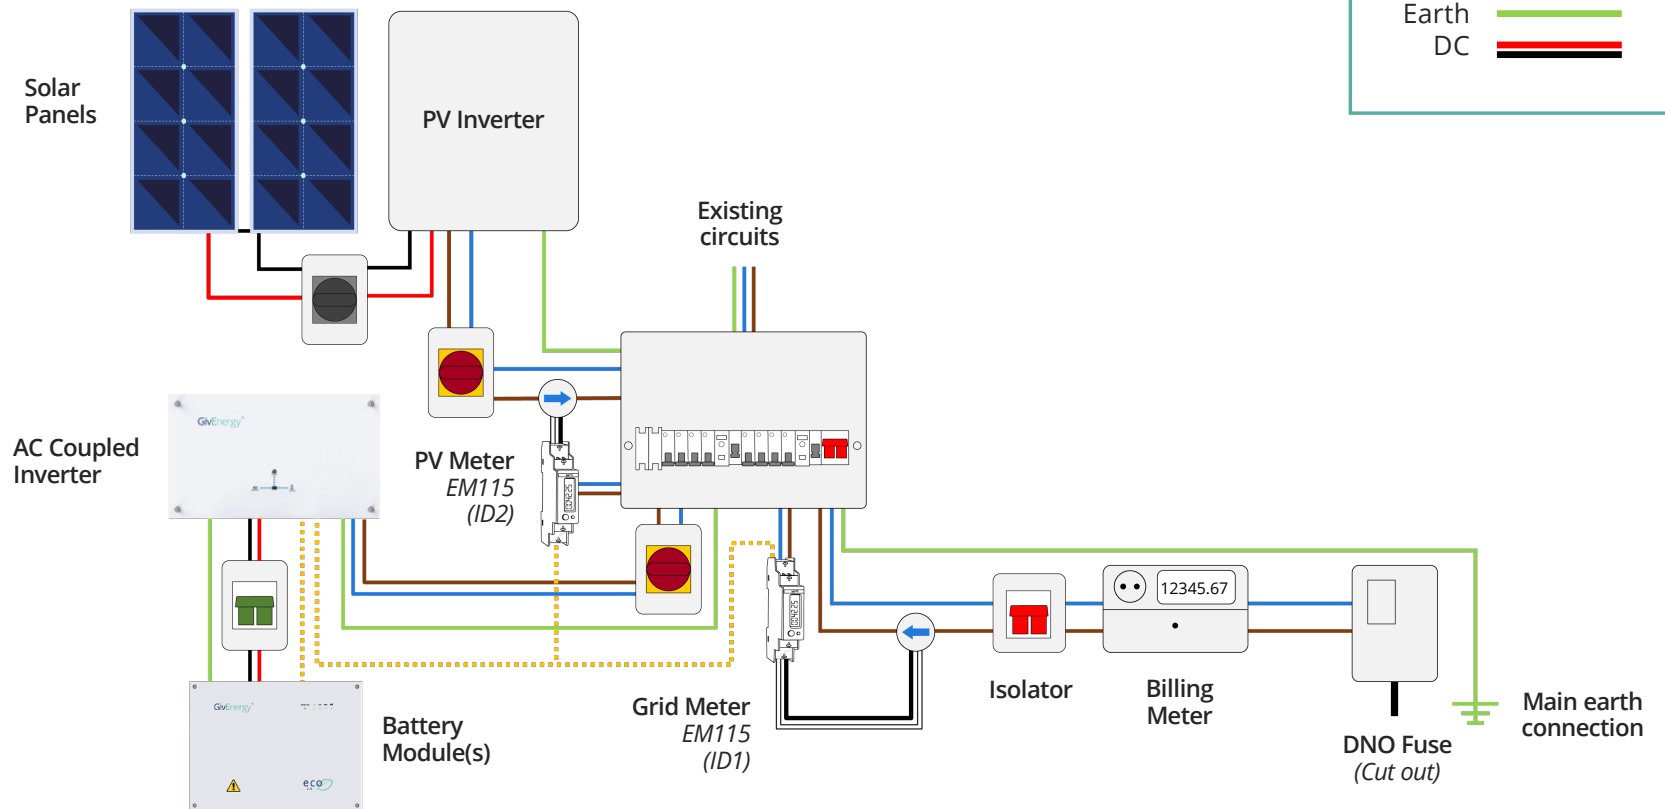 Earth
DC
Solar
Panels
PV Inverter
Existing
circuits
GivEnergy
AC Coupled
Inverter
PV Meter
EM115
(ID2)
12345.67
Grid Meter
EM115
(ID1)
Isolator
Billing
Meter
DNO Fuse
(Cut out)
Main earth
connection
GivEnergy
Battery
Module(s)
eco